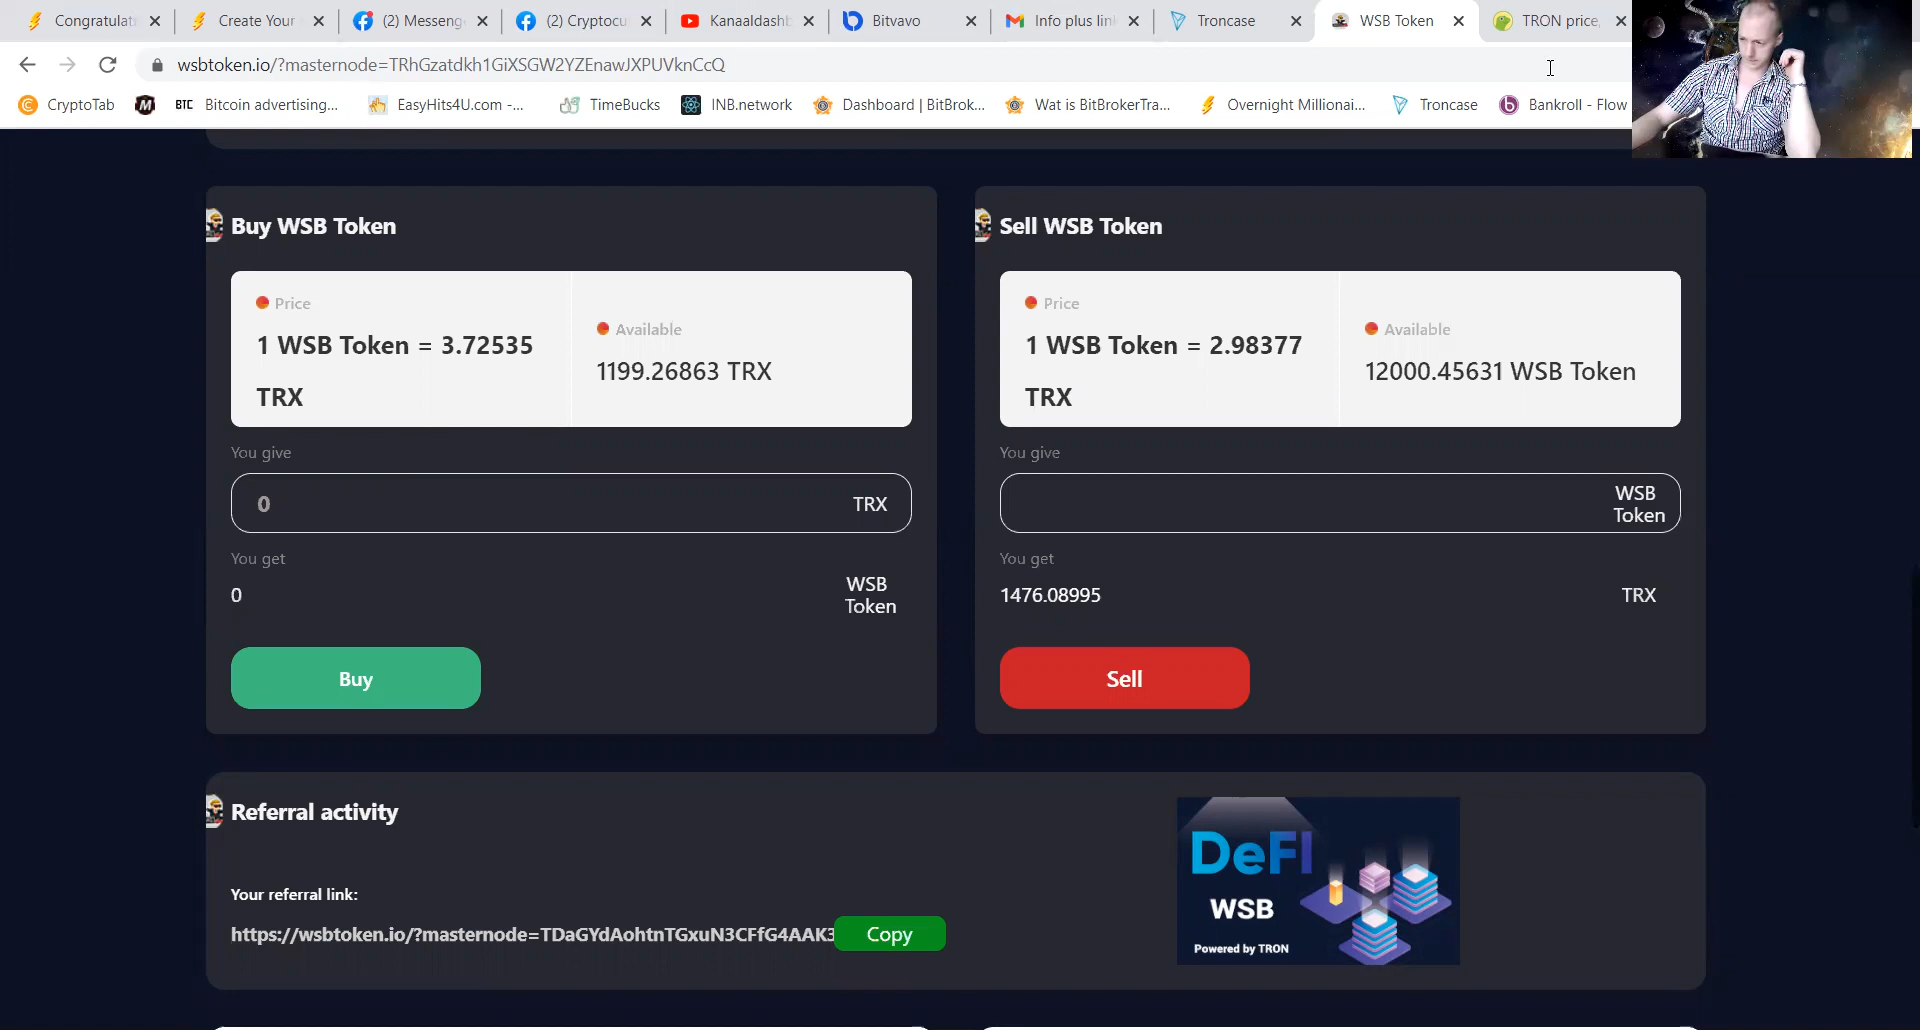 Congratulat
Create Your
(2) Messeng
(2) Cryptocu
Kanaaldashb
Bitvavo
Info plus lin
Troncase
WSB Token
TRON price,
wsbtoken.io/?masternode=TRhGzatdkh1GiXSGW2YZEnawJXPUVknCcQ
CryptoTab
BTC Bitcoin advertising...
EasyHits4U.com -...
TimeBucks
INB.network
Dashboard | BitBrok...
Wat is BitBrokerTra...
Overnight Millionai...
Troncase
Bankroll - Flow
Buy WSB Token
Price
1 WSB Token = 3.72535
TRX
Available
1199.26863 TRX
You give
0
TRX
You get
0
WSB
Token
Buy
Sell WSB Token
Price
1 WSB Token = 2.98377
TRX
Available
12000.45631 WSB Token
You give
WSB
Token
You get
1476.08995
TRX
Sell
Referral activity
Your referral link:
https://wsbtoken.io/?masternode=TDaGYdAohtnTGxuN3CFfG4AAK3
Copy
DeFI
WSB
Powered by TRON